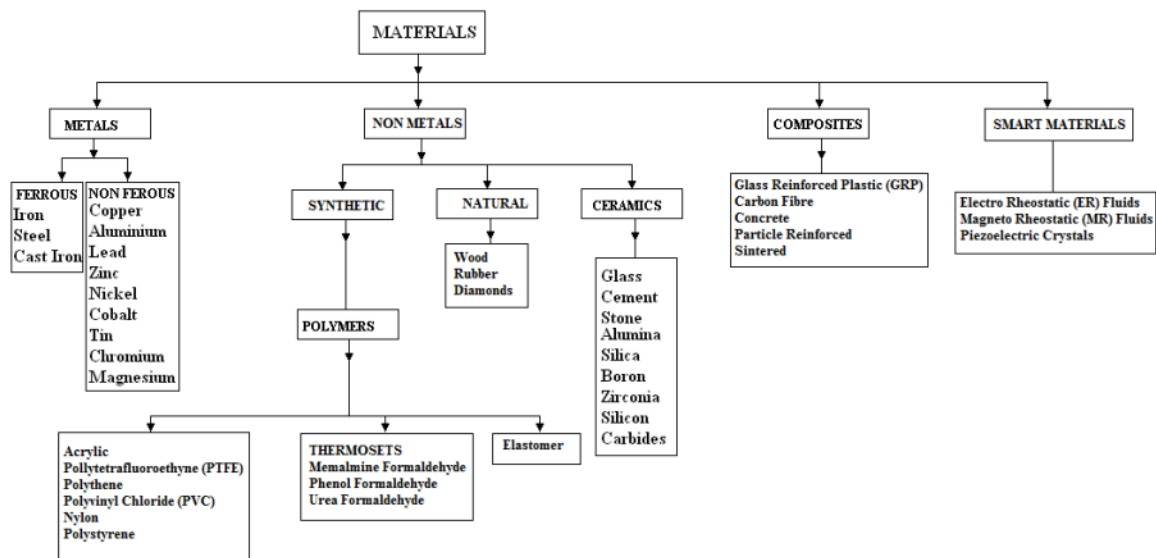 MATERIALS
METALS
NON METALS
COMPOSITES
SMART MATERIALS
FERROUS
Iron
Steel
Cast Iron
NON FEROUS
Copper
Aluminium
Lead
Zinc
Nickel
Cobalt
Tin
Chromium
Magnesium
SYNTHETIC
NATURAL
CERAMICS
Wood
Rubber
Diamonds
Glass
Cement
Stone
Alumina
Silica
Boron
Zirconia
Silicon
Carbides
Glass Reinforced Plastic (GRP)
Carbon Fibre
Concrete
Particle Reinforced
Sintered
Electro Rheostatic (ER) Fluids
Magneto Rheostatic (MR) Fluids
Piezoelectric Crystals
POLYMERS
Acrylic
Pollytetrafluoroethyne (PTFE)
Polythene
Polyvinyl Chloride (PVC)
Nylon
Polystyrene
THERMOSETS
Memalmine Formaldehyde
Phenol Formaldehyde
Urea Formaldehyde
Elastomer